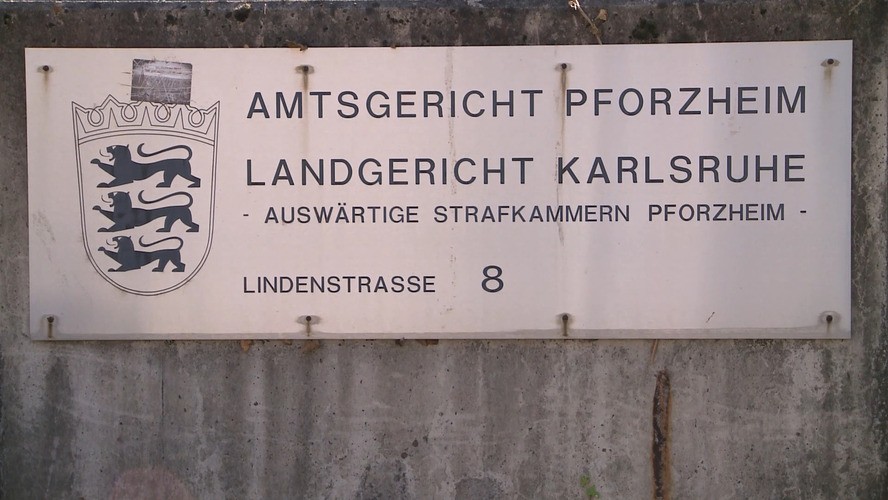 AMTSGERICHT PFORZHEIM
LANDGERICHT KARLSRUHE
- AUSWÄRTIGE STRAFKAMMERN PFORZHEIM -
LINDENSTRASSE 8